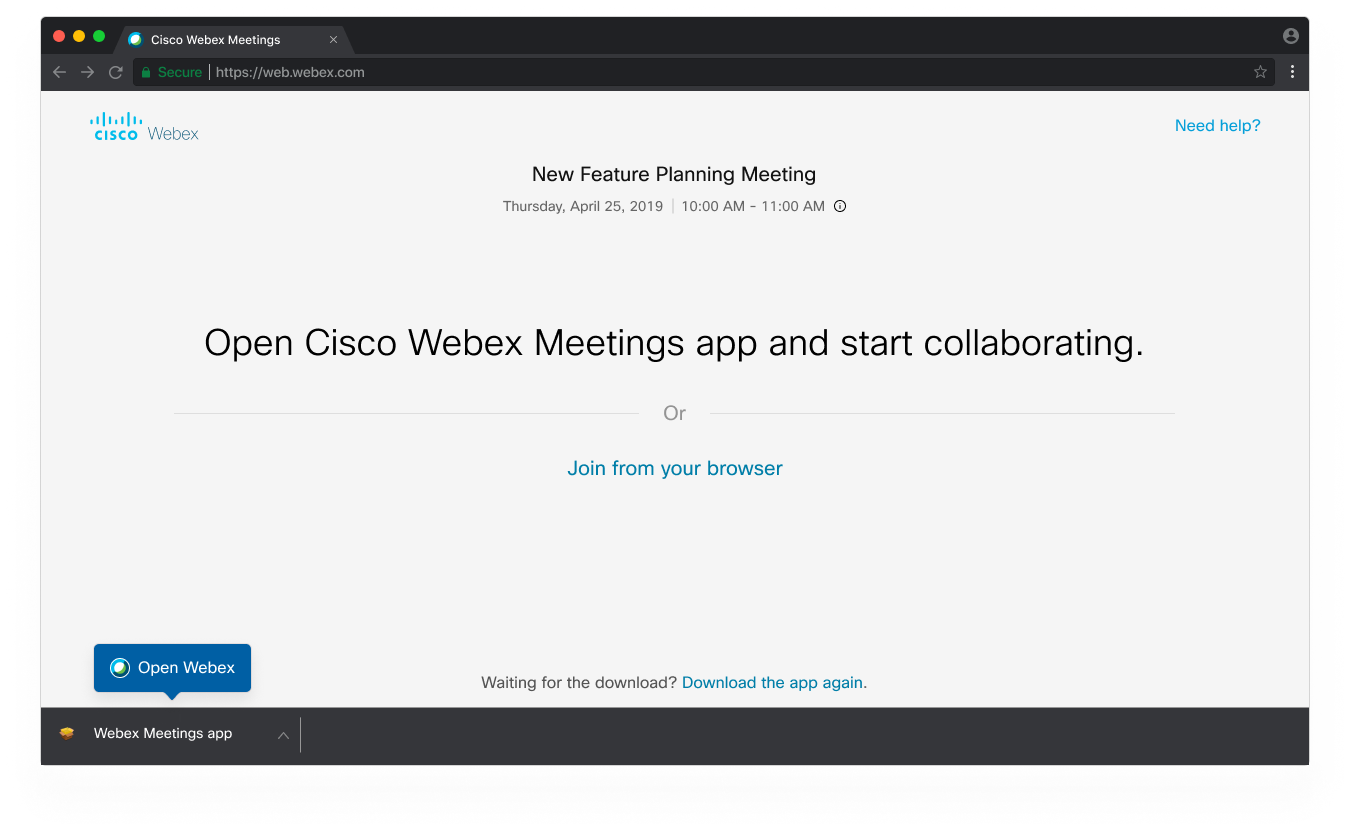 Cisco Webex Meetings
Secure https://web.webex.com
CISCO Webex
Need help?
New Feature Planning Meeting
Thursday, April 25, 2019 | 10:00 AM - 11:00 AM
Open Cisco Webex Meetings app and start collaborating.
Or
Join from your browser
Open Webex
Waiting for the download? Download the app again.
Webex Meetings app